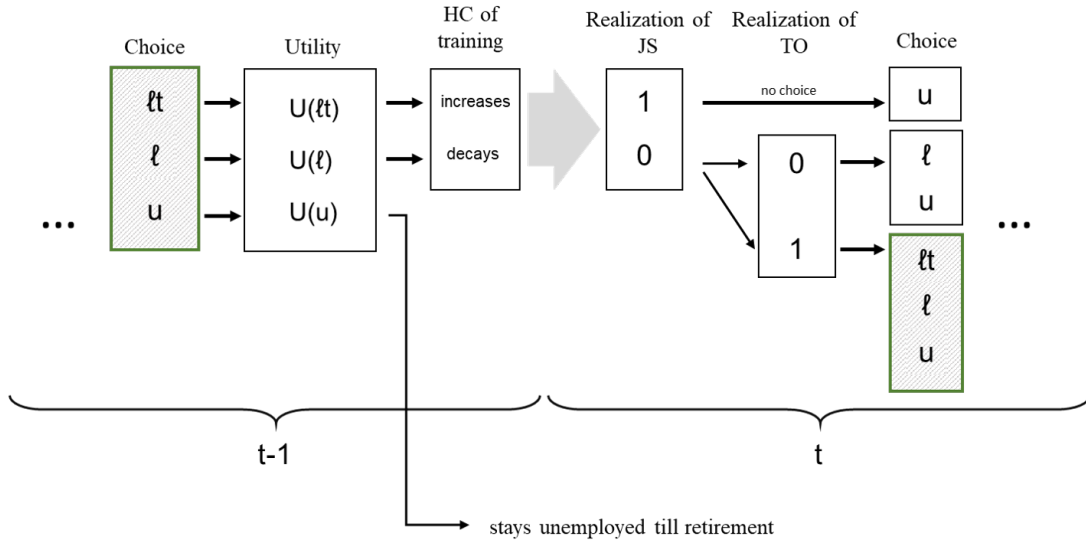 HC of
training
Realization of
JS
Realization of
TO
Choice
Utility
Choice
ℓt
U(ℓt)
increases
1
no choice
u
ℓ
U(ℓ)
decays
0
0
ℓ
u
U(u)
u
...
...
1
ℓt
ℓ
u
t-1
t
stays unemployed till retirement